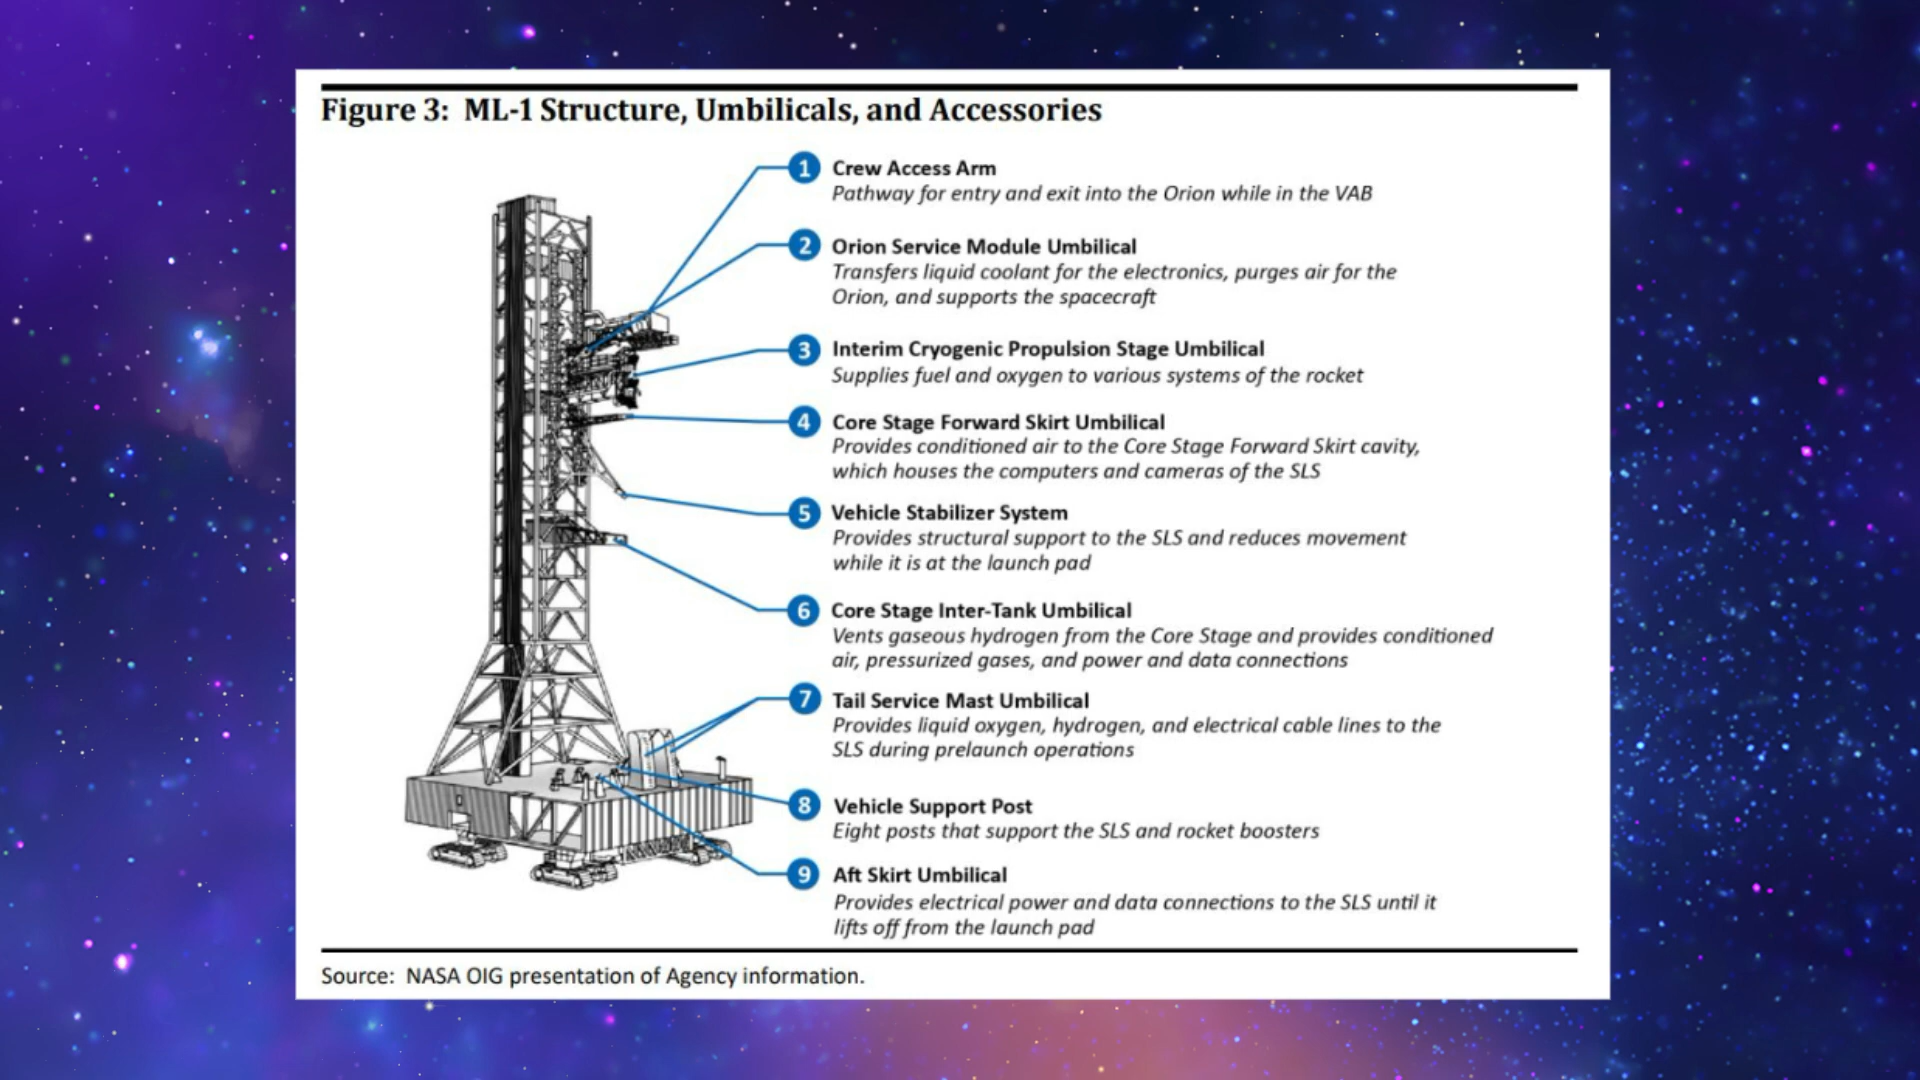 Figure 3: ML-1 Structure, Umbilicals, and Accessories
1 Crew Access Arm
Pathway for entry and exit into the Orion while in the VAB
2 Orion Service Module Umbilical
Transfers liquid coolant for the electronics, purges air for the
Orion, and supports the spacecraft
3 Interim Cryogenic Propulsion Stage Umbilical
Supplies fuel and oxygen to various systems of the rocket
4 Core Stage Forward Skirt Umbilical
Provides conditioned air to the Core Stage Forward Skirt cavity,
which houses the computers and cameras of the SLS
5 Vehicle Stabilizer System
Provides structural support to the SLS and reduces movement
while it is at the launch pad
6 Core Stage Inter-Tank Umbilical
Vents gaseous hydrogen from the Core Stage and provides conditioned
air, pressurized gases, and power and data connections
7 Tail Service Mast Umbilical
Provides liquid oxygen, hydrogen, and electrical cable lines to the
SLS during prelaunch operations
8 Vehicle Support Post
Eight posts that support the SLS and rocket boosters
9 Aft Skirt Umbilical
Provides electrical power and data connections to the SLS until it
lifts off from the launch pad
Source: NASA OIG presentation of Agency information.